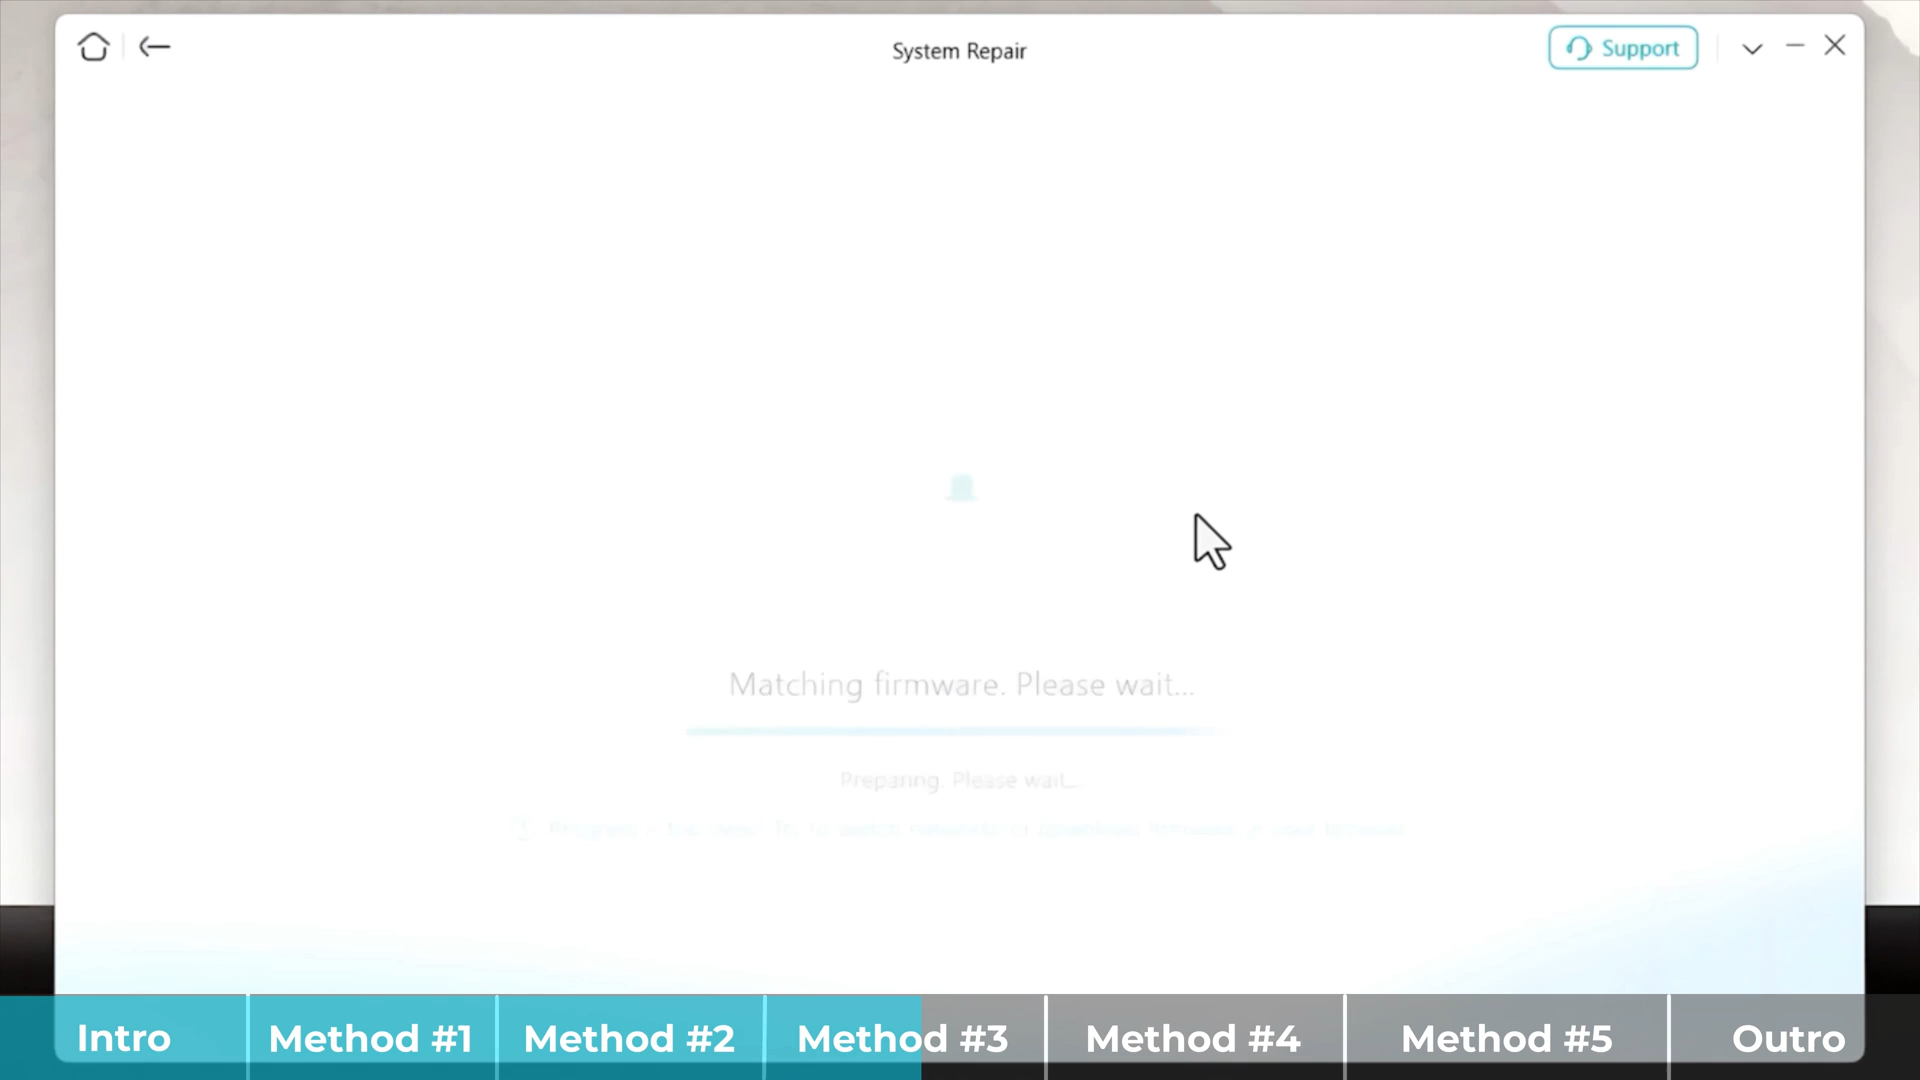 System Repair
Support
Matching firmware. Please wait...
Preparing. Please wait...
Intro
Method #1
Method #2
Method #3
Method #4
Method #5
Outro